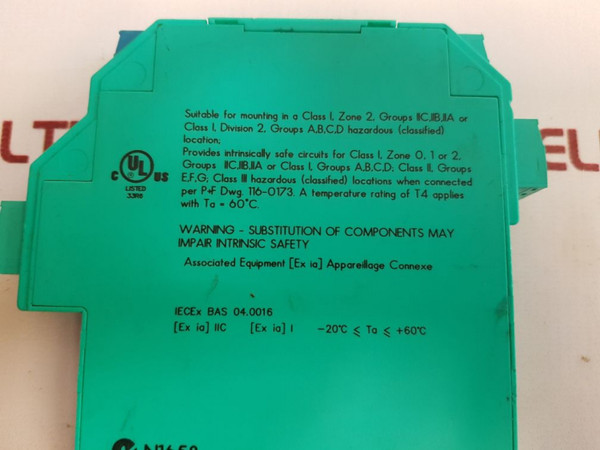 Suitable for mounting in a Class I, Zone 2, Groups IIC,IIB,IIA or
Class I, Division 2, Groups A,B,C,D hazardous (classified)
location;
Provides intrinsically safe circuits for Class I, Zone 0, 1 or 2,
Groups IIC,IIB,IIA or Class I, Groups A,B,C,D; Class II, Groups
E,F,G; Class III hazardous (classified) locations when connected
per P+F Dwg. 116-0173. A temperature rating of T4 applies
with Ta = 60°C.
C UL US
LISTED
WARNING - SUBSTITUTION OF COMPONENTS MAY
IMPAIR INTRINSIC SAFETY
Associated Equipment [Ex ia] Appareillage Connexe
IECEx BAS 04.0016
[Ex ia] IIC [Ex ia] I -20°C ≤ Ta ≤ +60°C